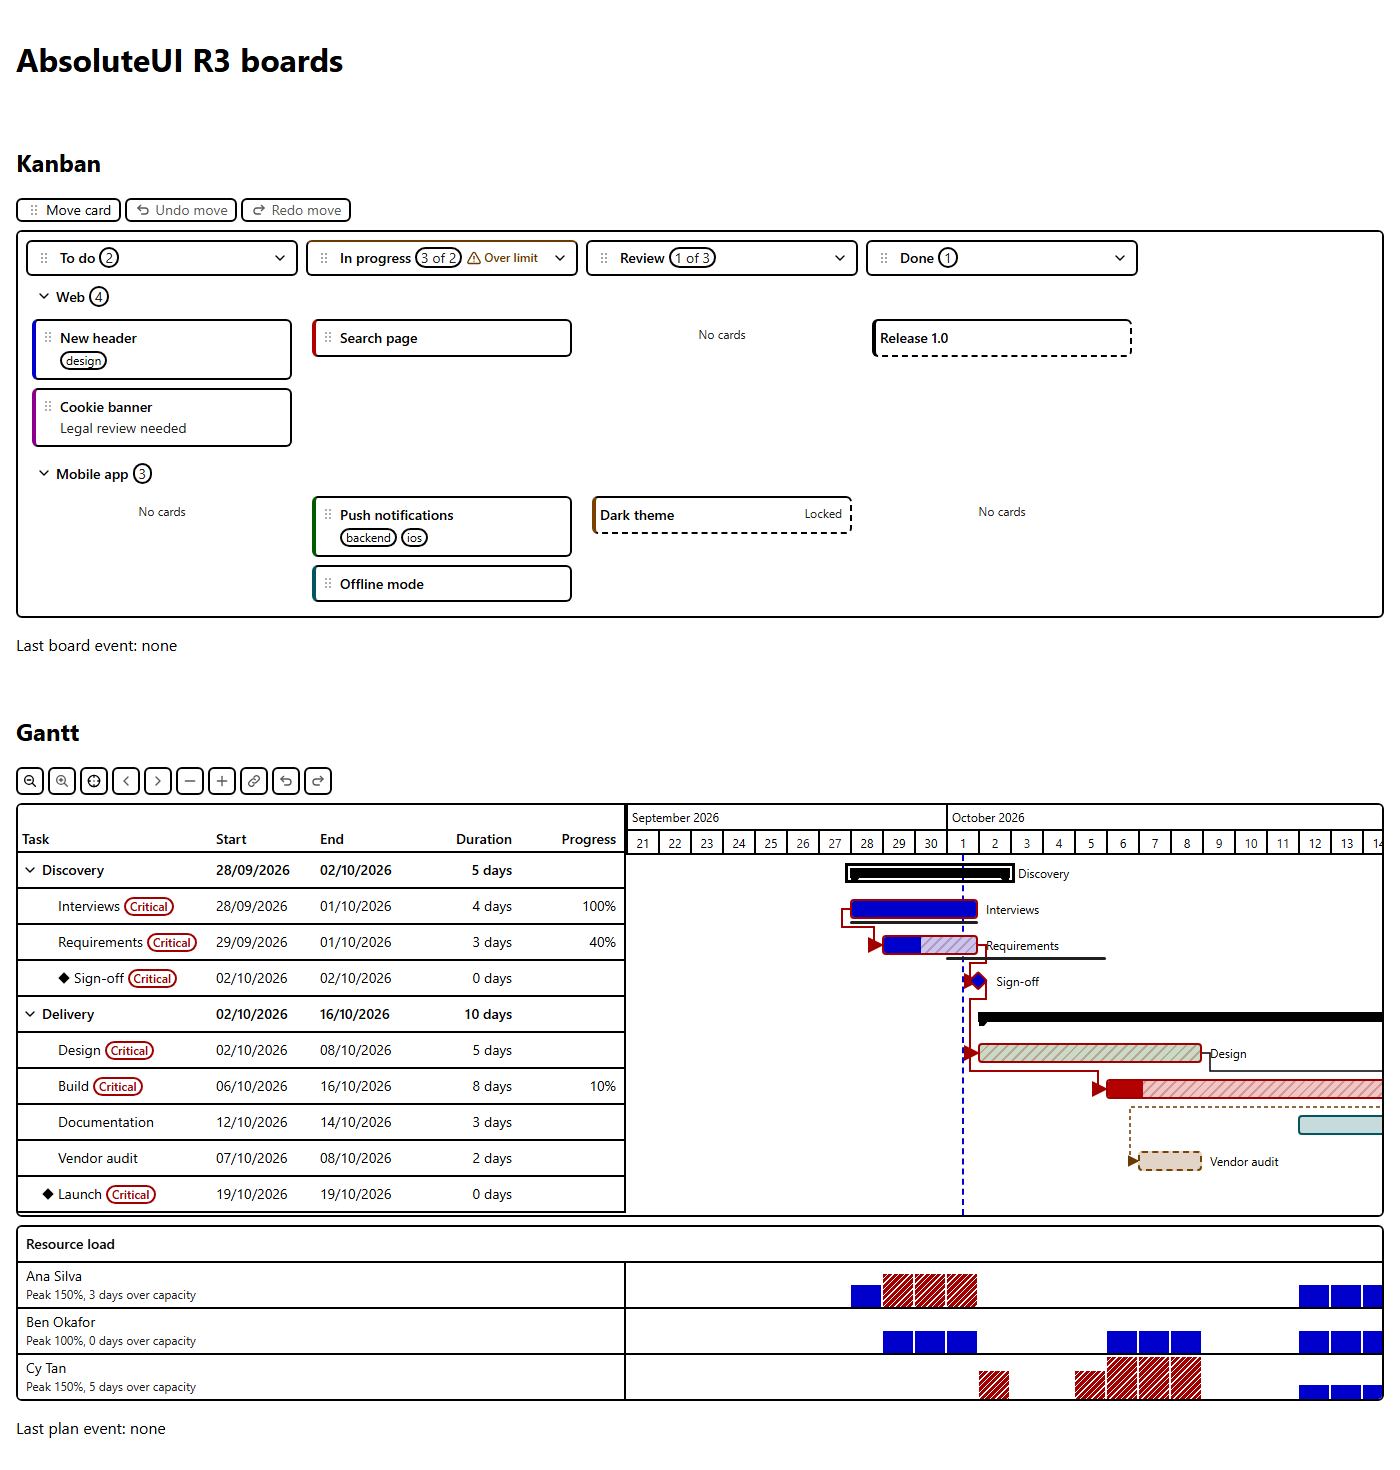 AbsoluteUI R3 boards
Kanban
Move card Undo move Redo move
To do 2 In progress 3 of 2 Over limit Review 1 of 3 Done 1
Web 4
New header Search page No cards Release 1.0
design
Cookie banner
Legal review needed
Mobile app 3
No cards Push notifications Dark theme Locked No cards
backend ios
Offline mode
Last board event: none
Gantt
September 2026 October 2026
Task Start End Duration Progress 21 22 23 24 25 26 27 28 29 30 1 2 3 4 5 6 7 8 9 10 11 12 13 14
Discovery 28/09/2026 02/10/2026 5 days Discovery
Interviews Critical 28/09/2026 01/10/2026 4 days 100% Interviews
Requirements Critical 29/09/2026 01/10/2026 3 days 40% Requirements
Sign-off Critical 02/10/2026 02/10/2026 0 days Sign-off
Delivery 02/10/2026 16/10/2026 10 days
Design Critical 02/10/2026 08/10/2026 5 days Design
Build Critical 06/10/2026 16/10/2026 8 days 10%
Documentation 12/10/2026 14/10/2026 3 days
Vendor audit 07/10/2026 08/10/2026 2 days Vendor audit
Launch Critical 19/10/2026 19/10/2026 0 days
Resource load
Ana Silva
Peak 150%, 3 days over capacity
Ben Okafor
Peak 100%, 0 days over capacity
Cy Tan
Peak 150%, 5 days over capacity
Last plan event: none